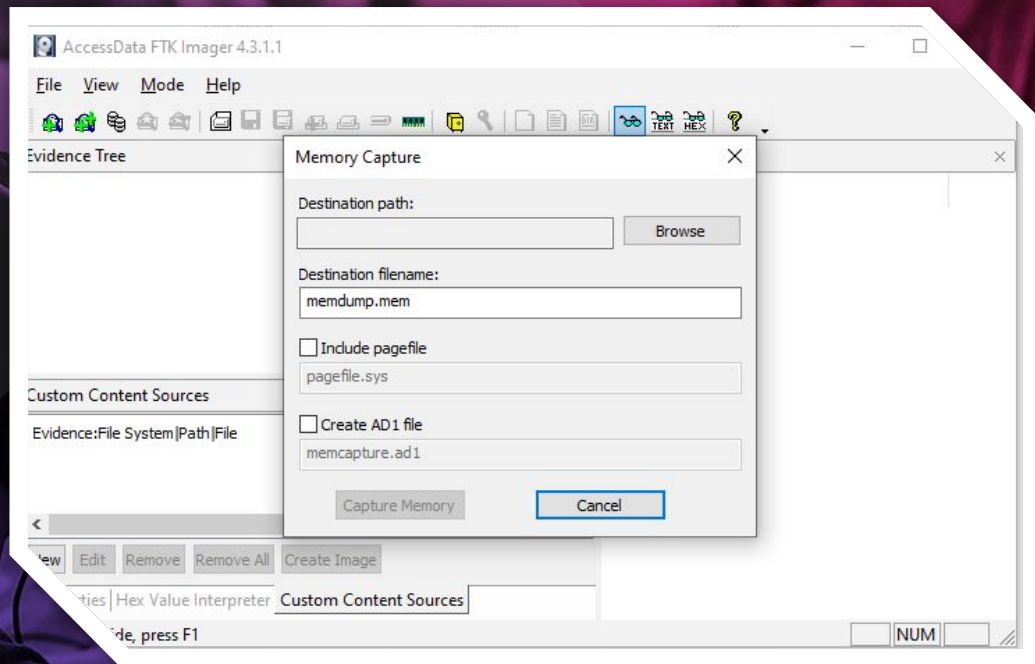 AccessData FTK Imager 4.3.1.1
File View Mode Help
TEXT HEX
Evidence Tree
Memory Capture
Destination path:
Browse
Destination filename:
memdump.mem
Include pagefile
pagefile.sys
Create AD1 file
memcapture.ad1
Capture Memory Cancel
Custom Content Sources
Evidence:File System|Path|File
Edit Remove Remove All Create Image
Hex Value Interpreter Custom Content Sources
press F1
NUM